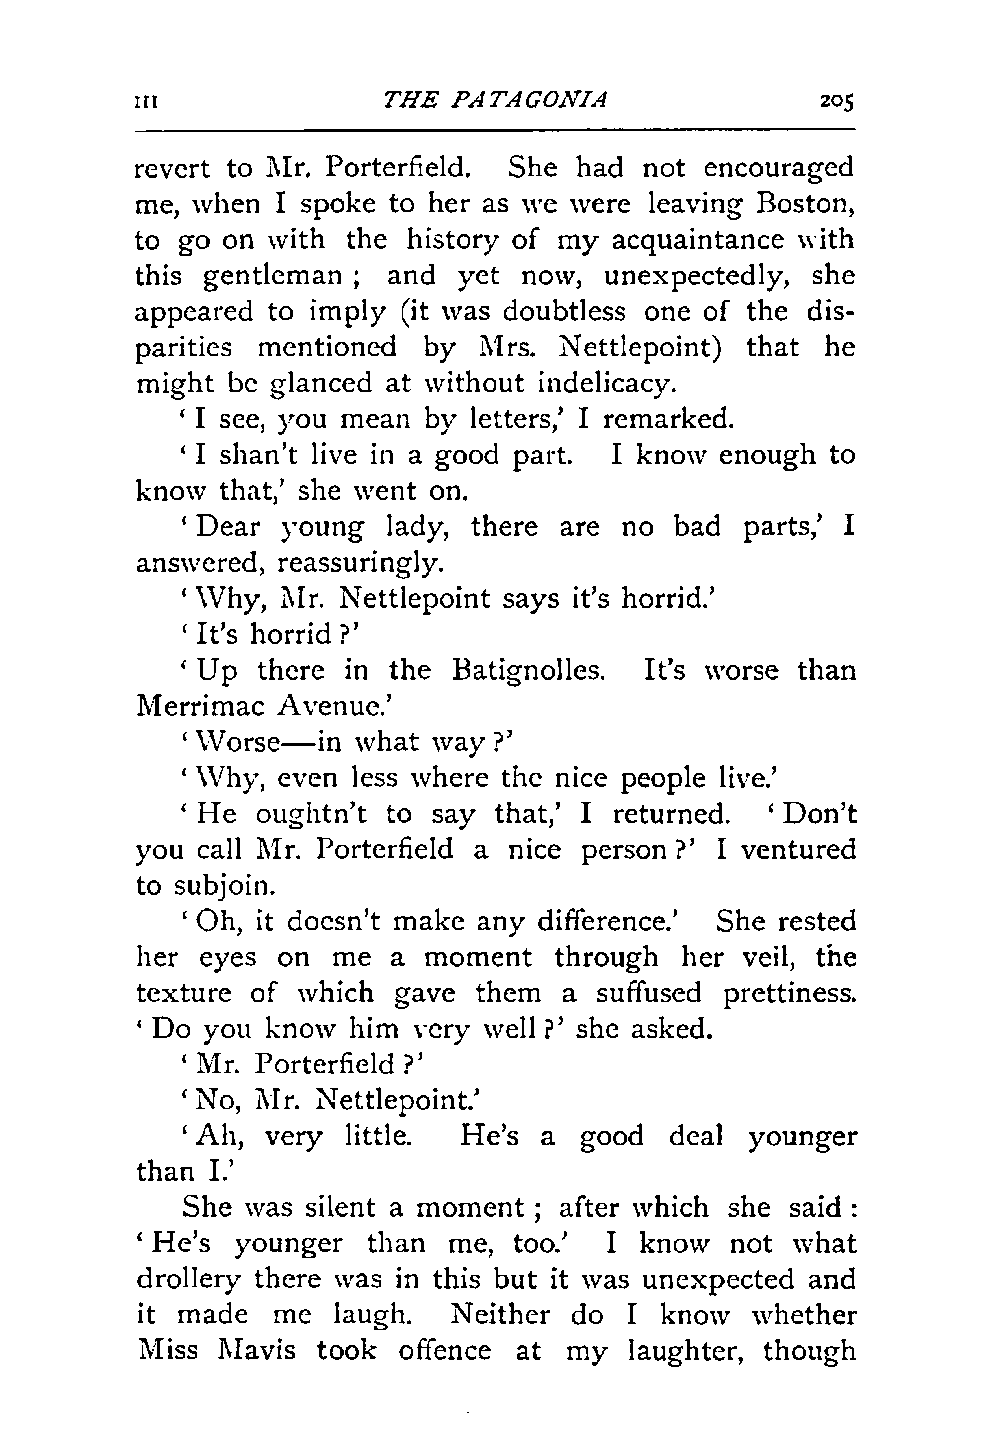 III THE PATAGONIA 205
revert to Mr. Porterfield. She had not encouraged
me, when I spoke to her as we were leaving Boston,
to go on with the history of my acquaintance with
this gentleman ; and yet now, unexpectedly, she
appeared to imply (it was doubtless one of the dis-
parities mentioned by Mrs. Nettlepoint) that he
might be glanced at without indelicacy.
‘ I see, you mean by letters,’ I remarked.
‘ I shan’t live in a good part. I know enough to
know that,’ she went on.
‘ Dear young lady, there are no bad parts,’ I
answered, reassuringly.
‘ Why, Mr. Nettlepoint says it’s horrid.’
‘ It’s horrid ?’
‘ Up there in the Batignolles. It’s worse than
Merrimac Avenue.’
‘ Worse—in what way ?’
‘ Why, even less where the nice people live.’
‘ He oughtn’t to say that,’ I returned. ‘ Don’t
you call Mr. Porterfield a nice person ?’ I ventured
to subjoin.
‘ Oh, it doesn’t make any difference.’ She rested
her eyes on me a moment through her veil, the
texture of which gave them a suffused prettiness.
‘ Do you know him very well ?’ she asked.
‘ Mr. Porterfield ?’
‘ No, Mr. Nettlepoint.’
‘ Ah, very little. He’s a good deal younger
than I.’
She was silent a moment ; after which she said :
‘ He’s younger than me, too.’ I know not what
drollery there was in this but it was unexpected and
it made me laugh. Neither do I know whether
Miss Mavis took offence at my laughter, though